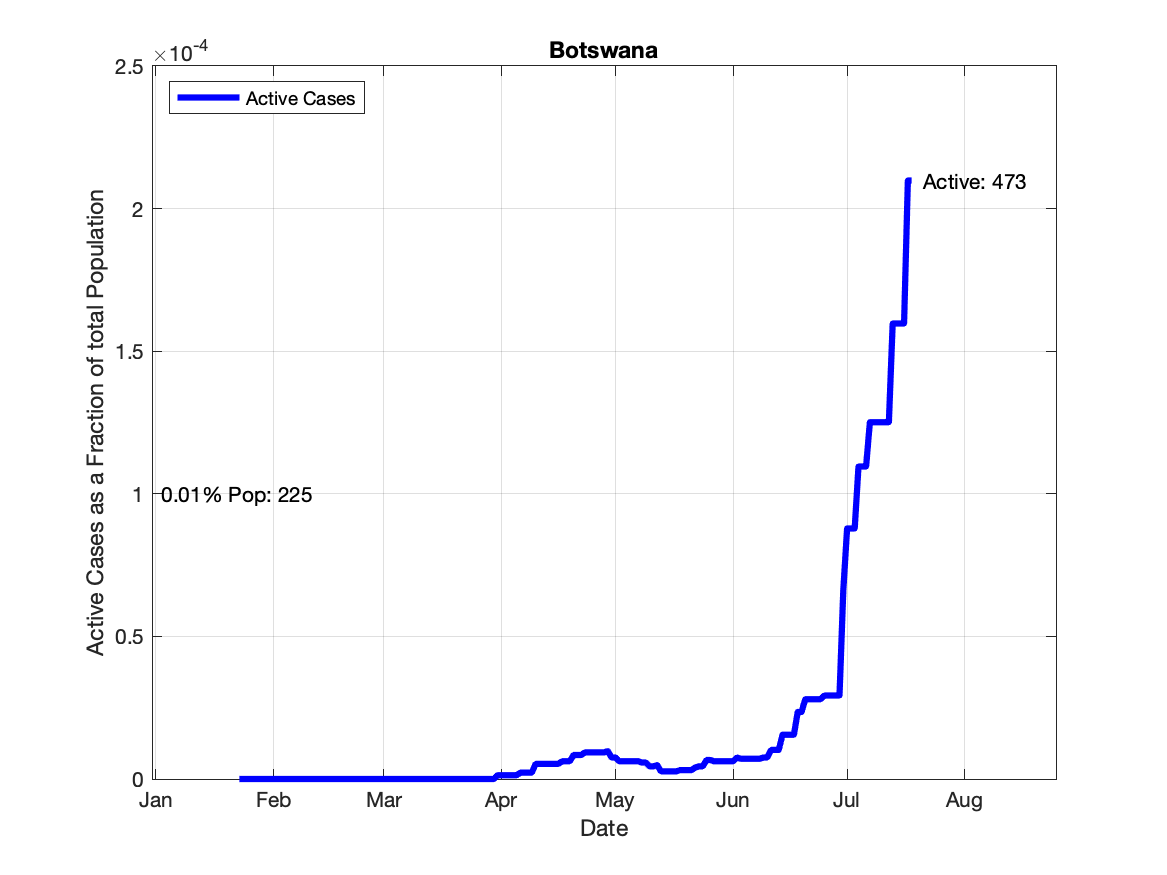 Botswana
×10⁻⁴
2.5
2
1.5
1
0.5
0
Active Cases
Active: 473
0.01% Pop: 225
Active Cases as a Fraction of total Population
Jan Feb Mar Apr May Jun Jul Aug
Date